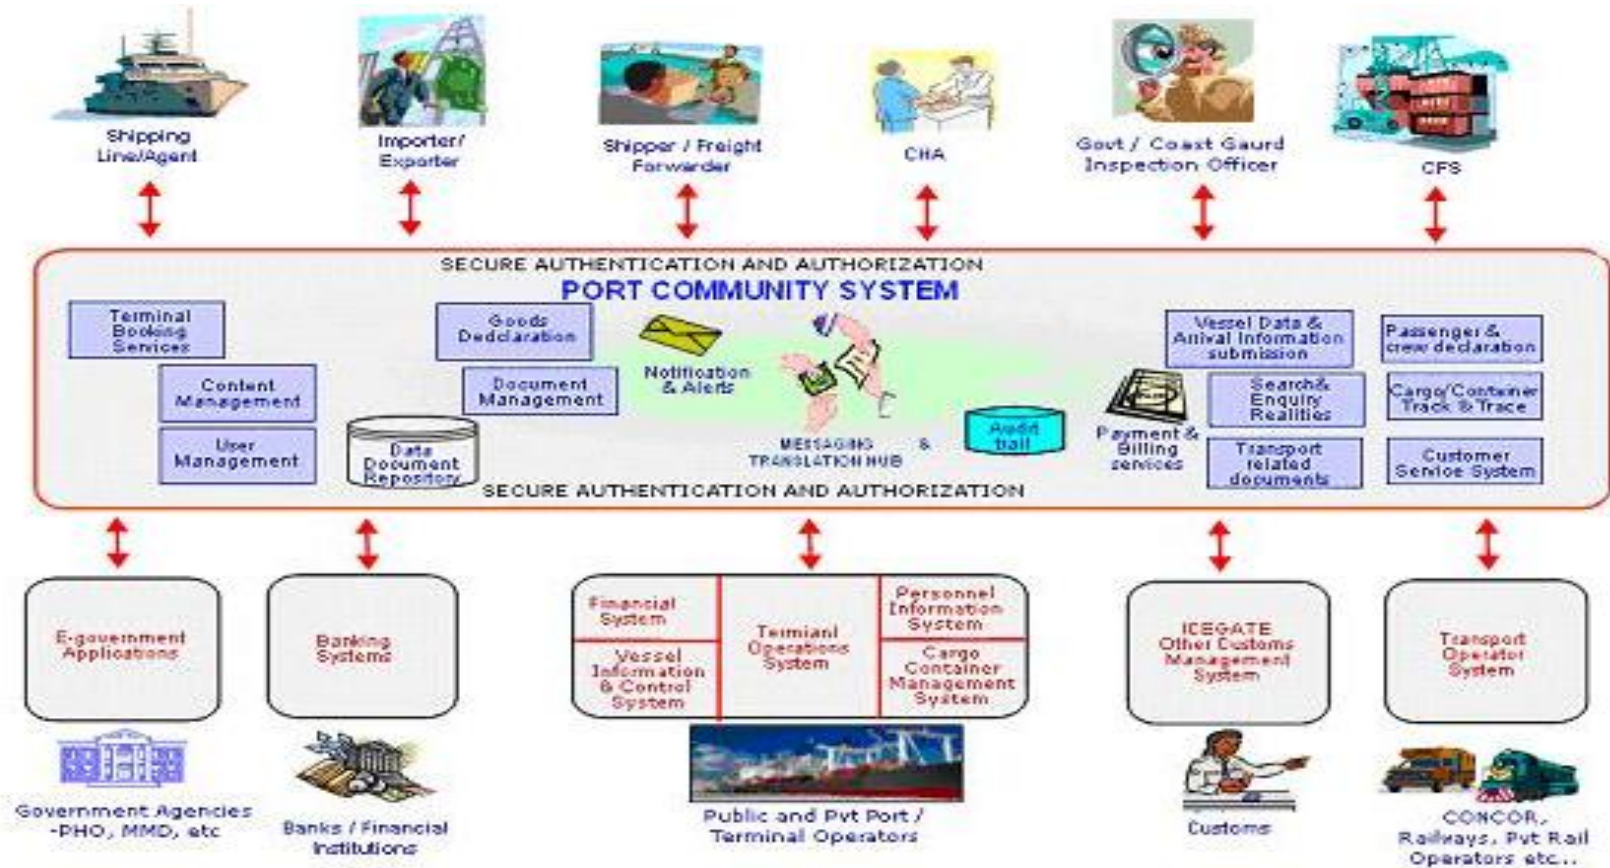 Shipping
Line/Agent
Importer/
Exporter
Shipper / Freight
Forwarder
CHA
Govt / Coast Gaurd
Inspection Officer
CFS
SECURE AUTHENTICATION AND AUTHORIZATION
PORT COMMUNITY SYSTEM
Terminal
Booking
Services
Content
Management
User
Management
Goods
Dedclaration
Document
Management
Data
Document
Repository
Notification
& Alerts
MESSAGING &
TRANSLATION HUB
Audit
trail
Payment &
Billing
services
Vessel Data &
Arrival Information
submission
Search&
Enquiry
Realities
Transport
related
documents
Passenger &
crew declaration
Cargo/Container
Track & Trace
Customer
Service System
SECURE AUTHENTICATION AND AUTHORIZATION
E-government
Applications
Banking
Systems
Financial
System
Vessel
Information
& Control
System
Termianl
Operations
System
Personnel
Information
System
Cargo
Container
Management
System
ICEGATE
Other Customs
Management
System
Transport
Operator
System
Government Agencies
-PHO, MMD, etc
Banks / Financial
Institutions
Public and Pvt Port /
Terminal Operators
Customs
CONCOR,
Railways, Pvt Rail
Operators etc...